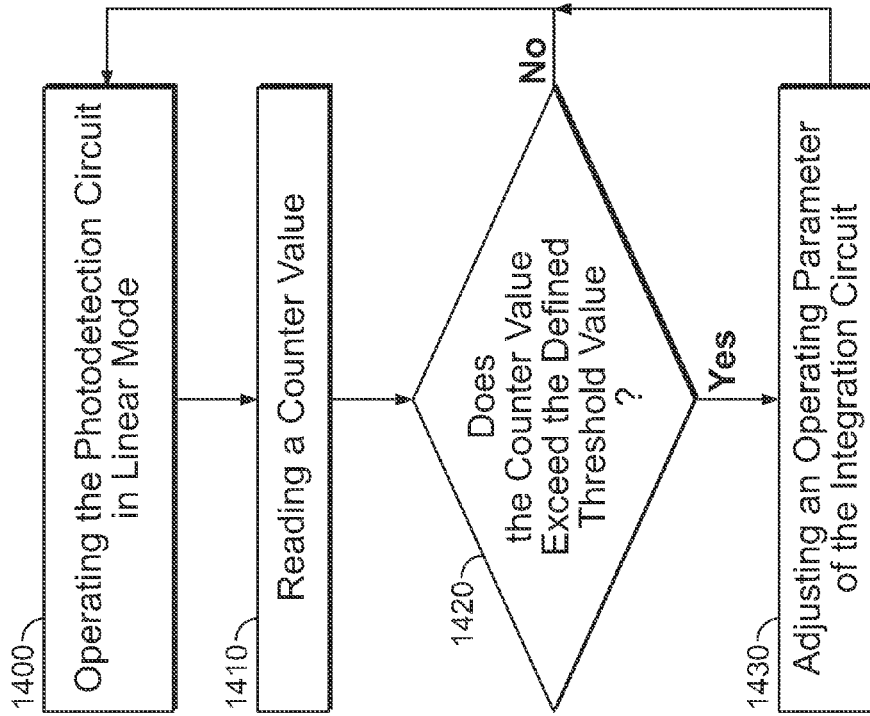 1400
Operating the Photodetection Circuit
in Linear Mode
1410
Reading a Counter Value
1420
Does
the Counter Value
Exceed the Defined
Threshold Value
?
No
Yes
1430
Adjusting an Operating Parameter
of the Integration Circuit